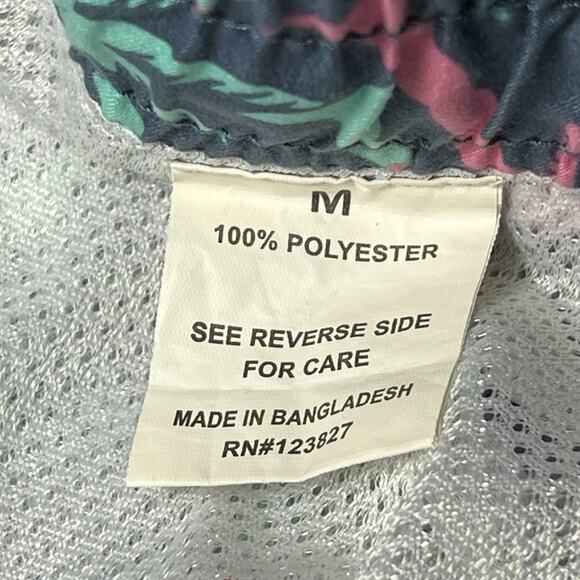 M
100% POLYESTER
SEE REVERSE SIDE
FOR CARE
MADE IN BANGLADESH
RN#123827